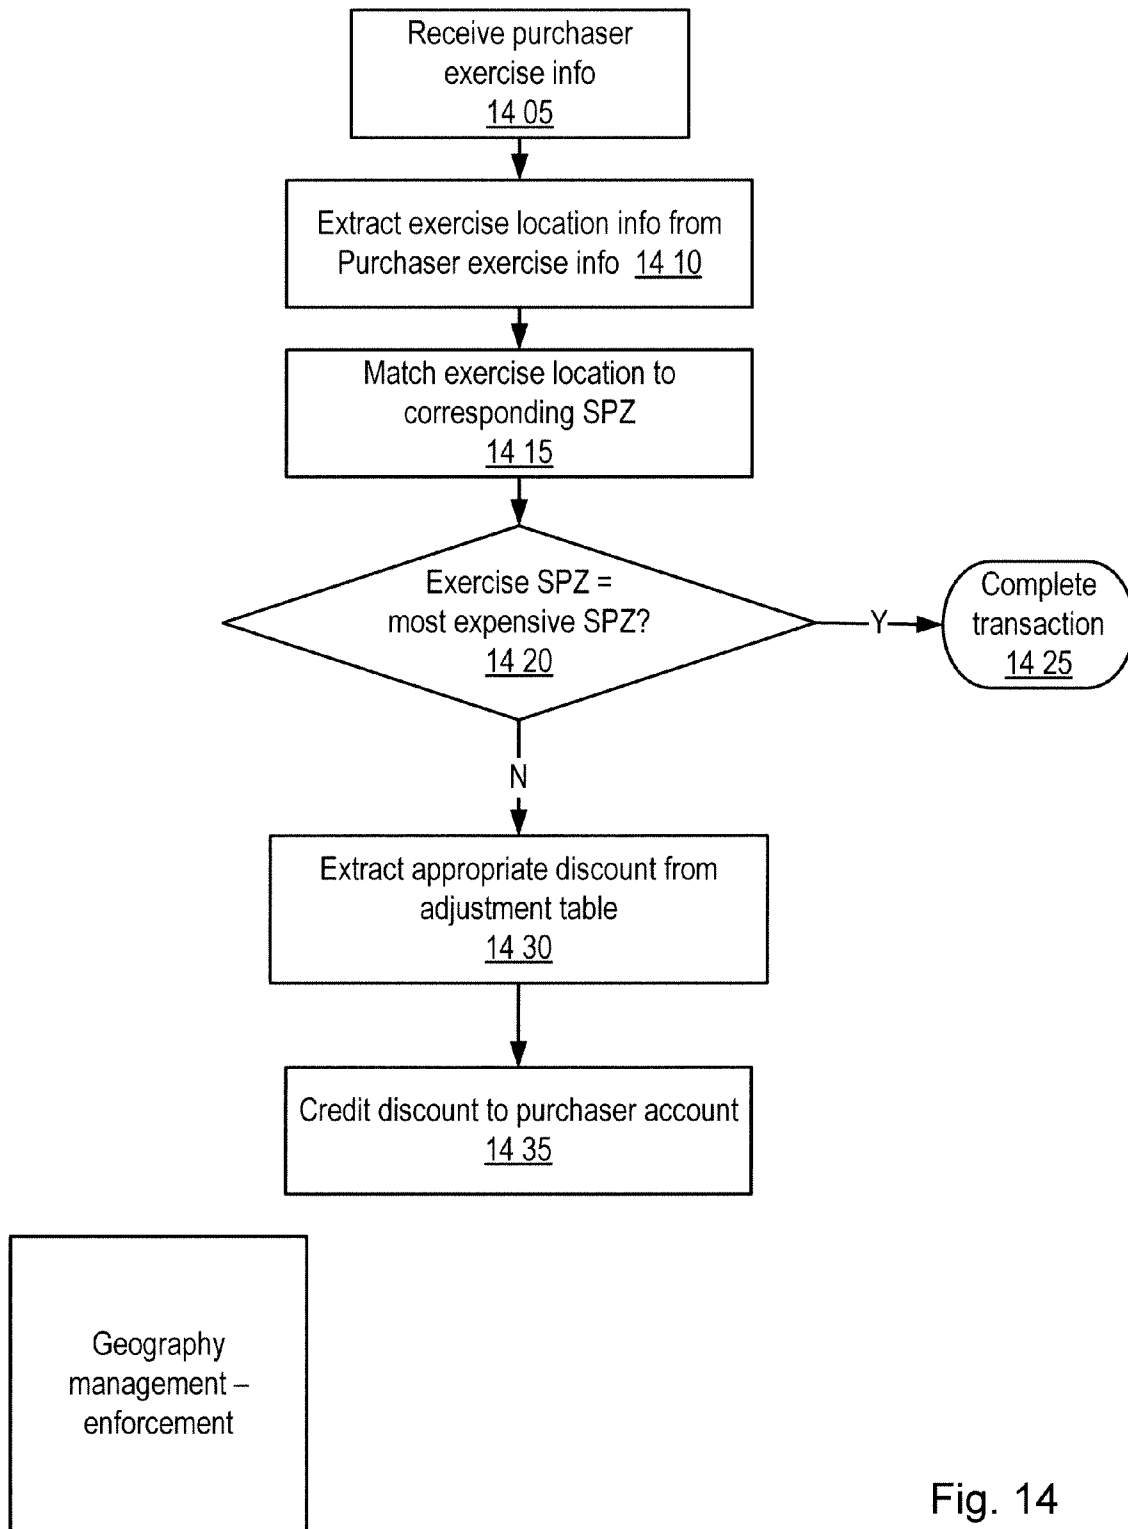 Receive purchaser
exercise info
14 05
Extract exercise location info from
Purchaser exercise info 14 10
Match exercise location to
corresponding SPZ
14 15
Exercise SPZ =
most expensive SPZ?
14 20
Y
Complete
transaction
14 25
N
Extract appropriate discount from
adjustment table
14 30
Credit discount to purchaser account
14 35
Geography
management –
enforcement
Fig. 14